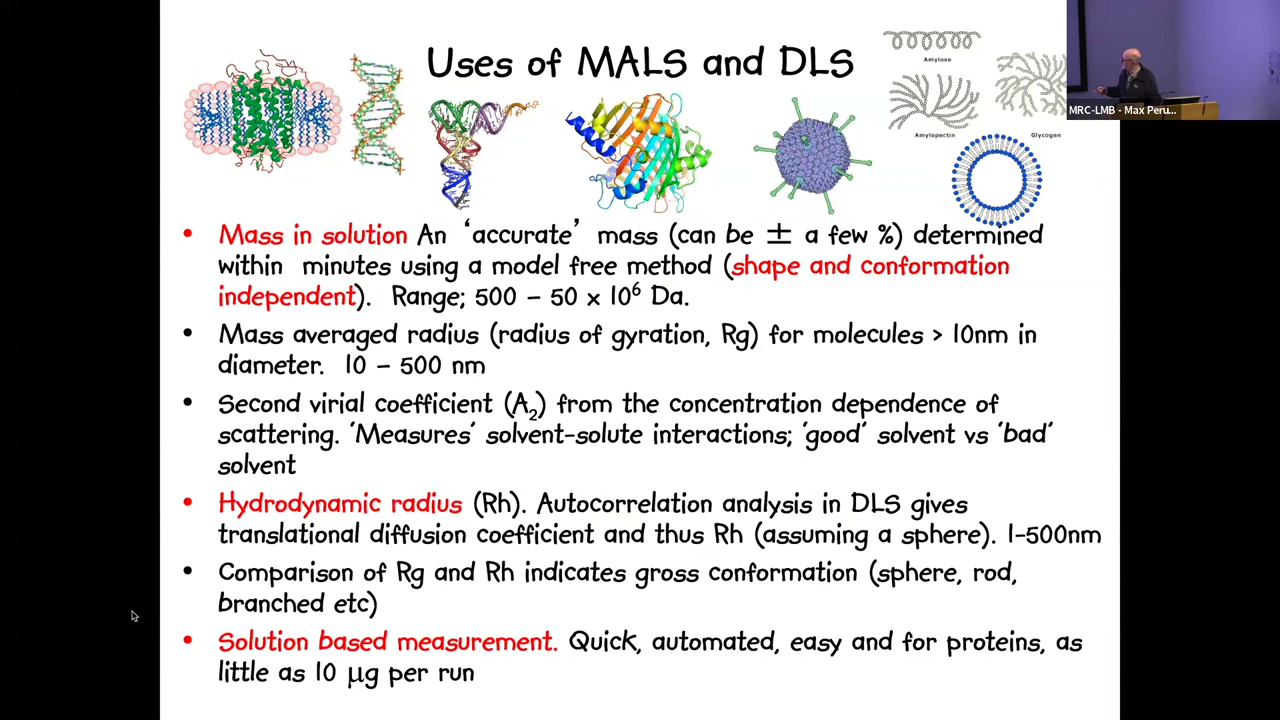 Uses of MALS and DLS
Amylose
Amylopectin
Glycogen
MRC-LMB - Max Peru...
• Mass in solution An ‘accurate’ mass (can be ± a few %) determined
within minutes using a model free method (shape and conformation
independent). Range; 500 – 50 x 10⁶ Da.
• Mass averaged radius (radius of gyration, Rg) for molecules > 10nm in
diameter. 10 – 500 nm
• Second virial coefficient (A₂) from the concentration dependence of
scattering. 'Measures' solvent-solute interactions; 'good' solvent vs 'bad'
solvent
• Hydrodynamic radius (Rh). Autocorrelation analysis in DLS gives
translational diffusion coefficient and thus Rh (assuming a sphere). 1-500nm
• Comparison of Rg and Rh indicates gross conformation (sphere, rod,
branched etc)
• Solution based measurement. Quick, automated, easy and for proteins, as
little as 10 μg per run